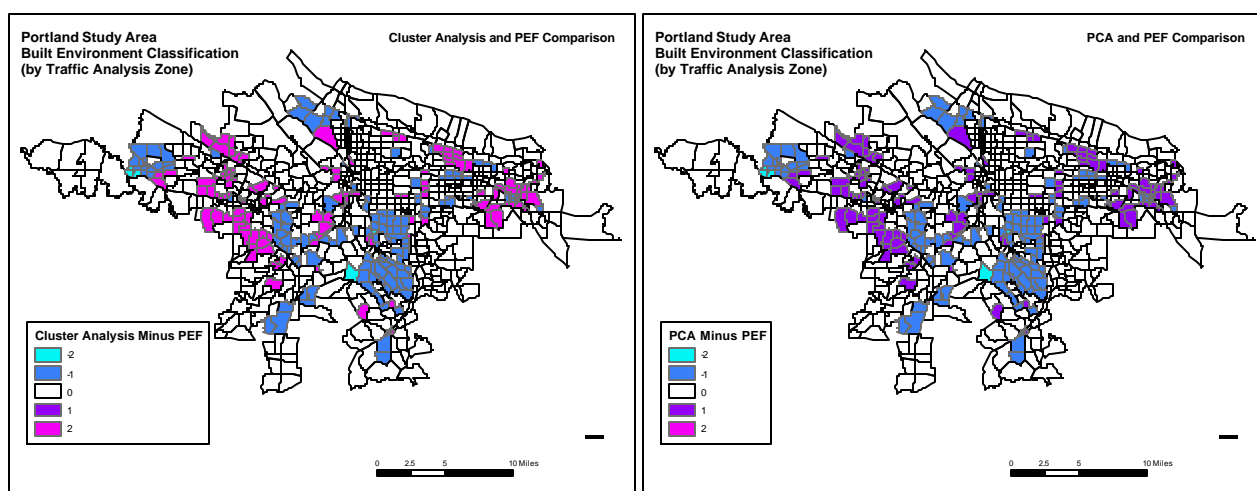 Portland Study Area
Built Environment Classification
(by Traffic Analysis Zone)
Cluster Analysis and PEF Comparison
Cluster Analysis Minus PEF
-2
-1
0
1
2
0 2.5 5 10 Miles
Portland Study Area
Built Environment Classification
(by Traffic Analysis Zone)
PCA and PEF Comparison
PCA Minus PEF
-2
-1
0
1
2
0 2.5 5 10 Miles